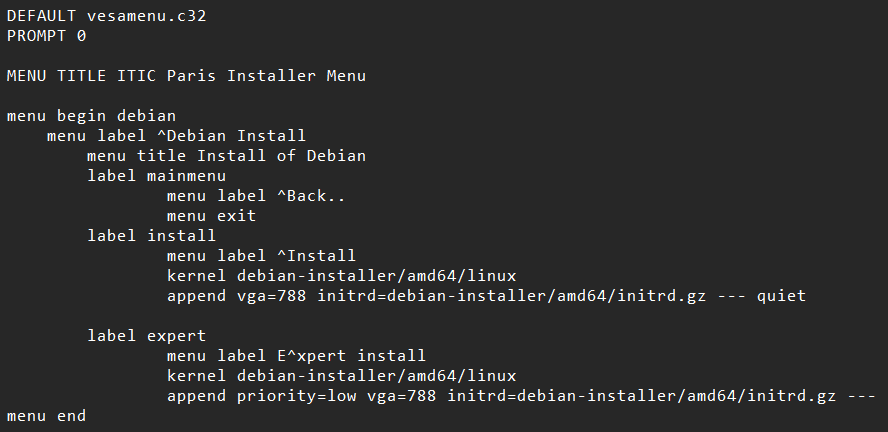 DEFAULT vesamenu.c32
PROMPT 0
MENU TITLE ITIC Paris Installer Menu
menu begin debian
menu label ^Debian Install
menu title Install of Debian
label mainmenu
menu label ^Back..
menu exit
label install
menu label ^Install
kernel debian-installer/amd64/linux
append vga=788 initrd=debian-installer/amd64/initrd.gz --- quiet
label expert
menu label E^xpert install
kernel debian-installer/amd64/linux
append priority=low vga=788 initrd=debian-installer/amd64/initrd.gz ---
menu end